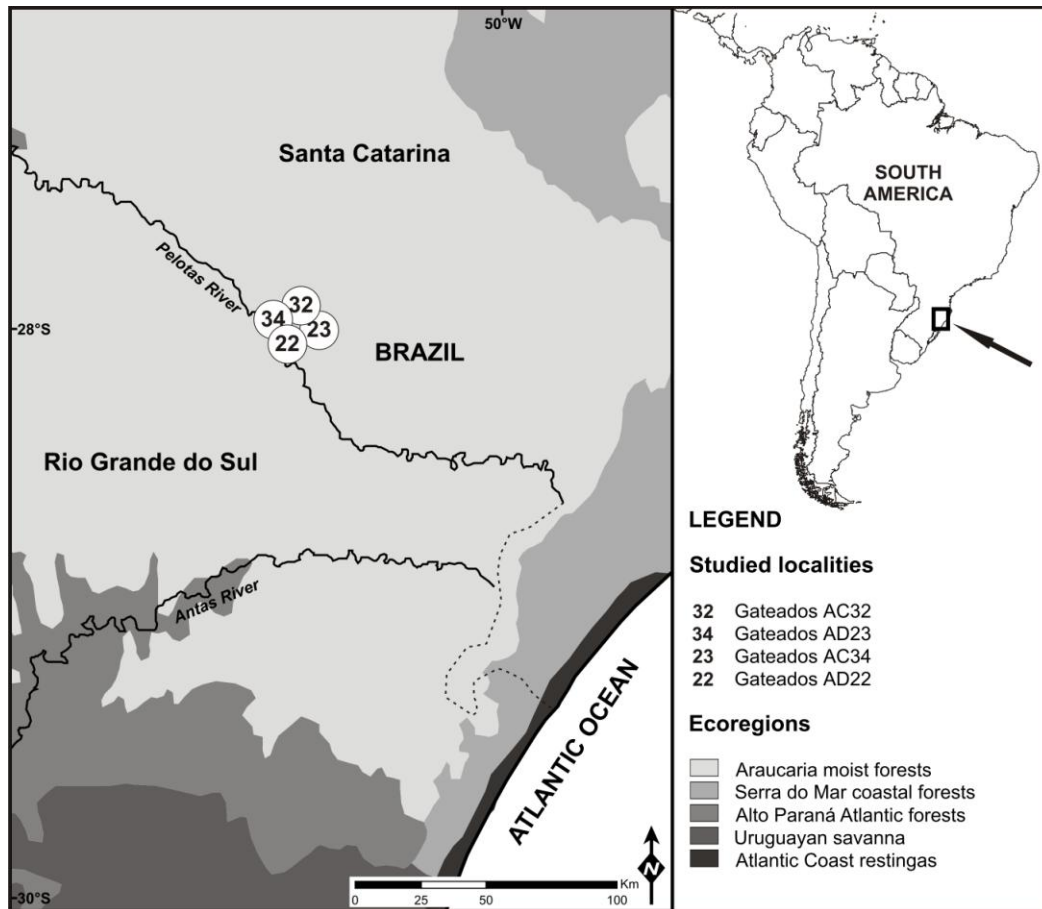 50°W
Santa Catarina
Pelotas River
32
34
23
22
28°S
BRAZIL
Rio Grande do Sul
Antas River
ATLANTIC OCEAN
30°S
Km
0 25 50 100
N
SOUTH
AMERICA
LEGEND
Studied localities
32 Gateados AC32
34 Gateados AD23
23 Gateados AC34
22 Gateados AD22
Ecoregions
Araucaria moist forests
Serra do Mar coastal forests
Alto Paraná Atlantic forests
Uruguayan savanna
Atlantic Coast restingas